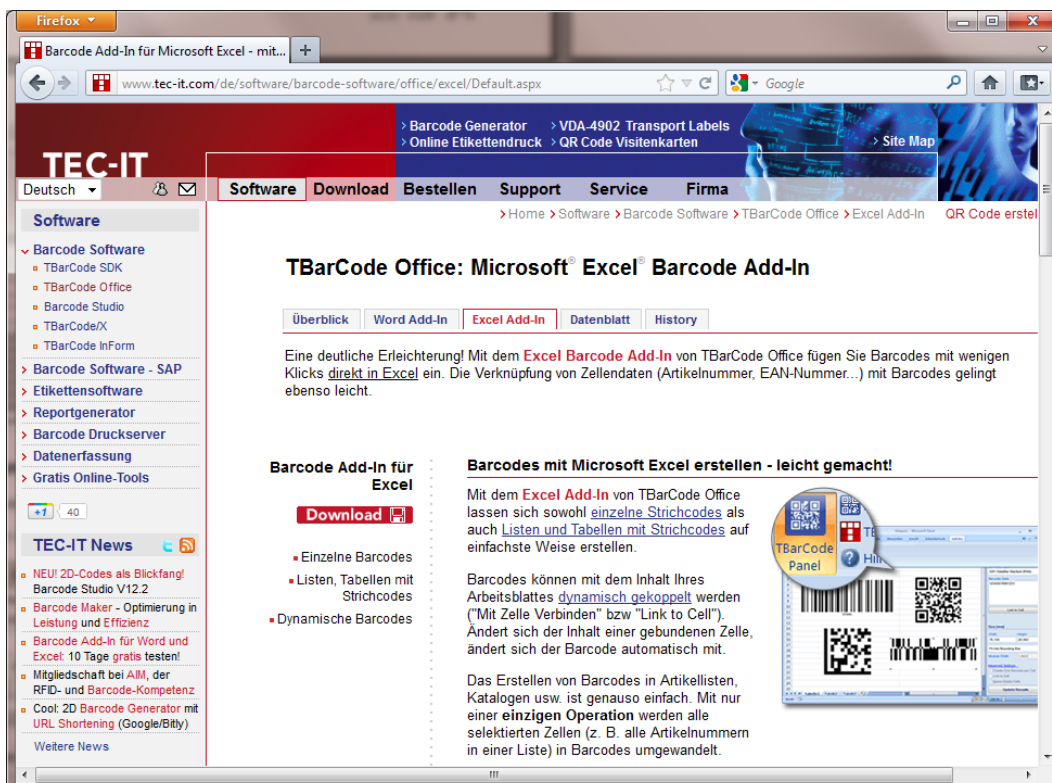 Firefox
Barcode Add-In für Microsoft Excel - mit...
www.tec-it.com/de/software/barcode-software/office/excel/Default.aspx
Google
> Barcode Generator > VDA-4902 Transport Labels
> Online Etikettendruck > QR Code Visitenkarten
> Site Map
TEC-IT
Deutsch
Software Download Bestellen Support Service Firma
> Home > Software > Barcode Software > TBarCode Office > Excel Add-In QR Code erstel
Software
Barcode Software
TBarCode SDK
TBarCode Office
Barcode Studio
TBarCode/X
TBarCode InForm
Barcode Software - SAP
Etikettensoftware
Reportgenerator
Barcode Druckserver
Datenerfassung
Gratis Online-Tools
+1 40
TEC-IT News
NEU! 2D-Codes als Blickfang!
Barcode Studio V12.2
Barcode Maker - Optimierung in
Leistung und Effizienz
Barcode Add-In für Word und
Excel: 10 Tage gratis testen!
Mitgliedschaft bei AIM, der
RFID- und Barcode-Kompetenz
Cool: 2D Barcode Generator mit
URL Shortening (Google/Bitly)
Weitere News
TBarCode Office: Microsoft® Excel® Barcode Add-In
Überblick Word Add-In Excel Add-In Datenblatt History
Eine deutliche Erleichterung! Mit dem Excel Barcode Add-In von TBarCode Office fügen Sie Barcodes mit wenigen
Klicks direkt in Excel ein. Die Verknüpfung von Zellendaten (Artikelnummer, EAN-Nummer...) mit Barcodes gelingt
ebenso leicht.
Barcode Add-In für
Excel
Download
Einzelne Barcodes
Listen, Tabellen mit
Strichcodes
Dynamische Barcodes
Barcodes mit Microsoft Excel erstellen - leicht gemacht!
Mit dem Excel Add-In von TBarCode Office
lassen sich sowohl einzelne Strichcodes als
auch Listen und Tabellen mit Strichcodes auf
einfachste Weise erstellen.
Barcodes können mit dem Inhalt Ihres
Arbeitsblattes dynamisch gekoppelt werden
("Mit Zelle Verbinden" bzw "Link to Cell").
Ändert sich der Inhalt einer gebundenen Zelle,
ändert sich der Barcode automatisch mit.
Das Erstellen von Barcodes in Artikellisten,
Katalogen usw. ist genauso einfach. Mit nur
einer einzigen Operation werden alle
selektierten Zellen (z. B. alle Artikelnummern
in einer Liste) in Barcodes umgewandelt.
TBarCode
Panel